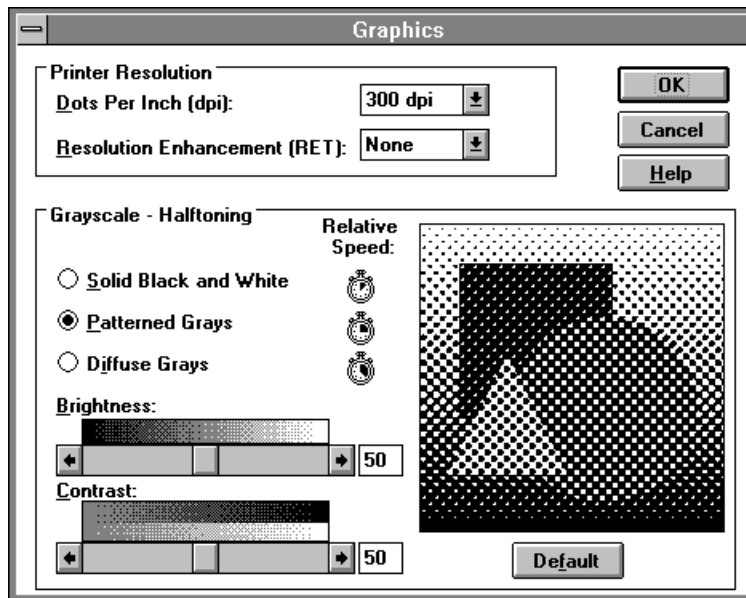 Graphics
Printer Resolution
Dots Per Inch (dpi):
300 dpi
Resolution Enhancement (RET):
None
OK
Cancel
Help
Grayscale - Halftoning
Relative
Speed:
Solid Black and White
Patterned Grays
Diffuse Grays
Brightness:
50
Contrast:
50
Default